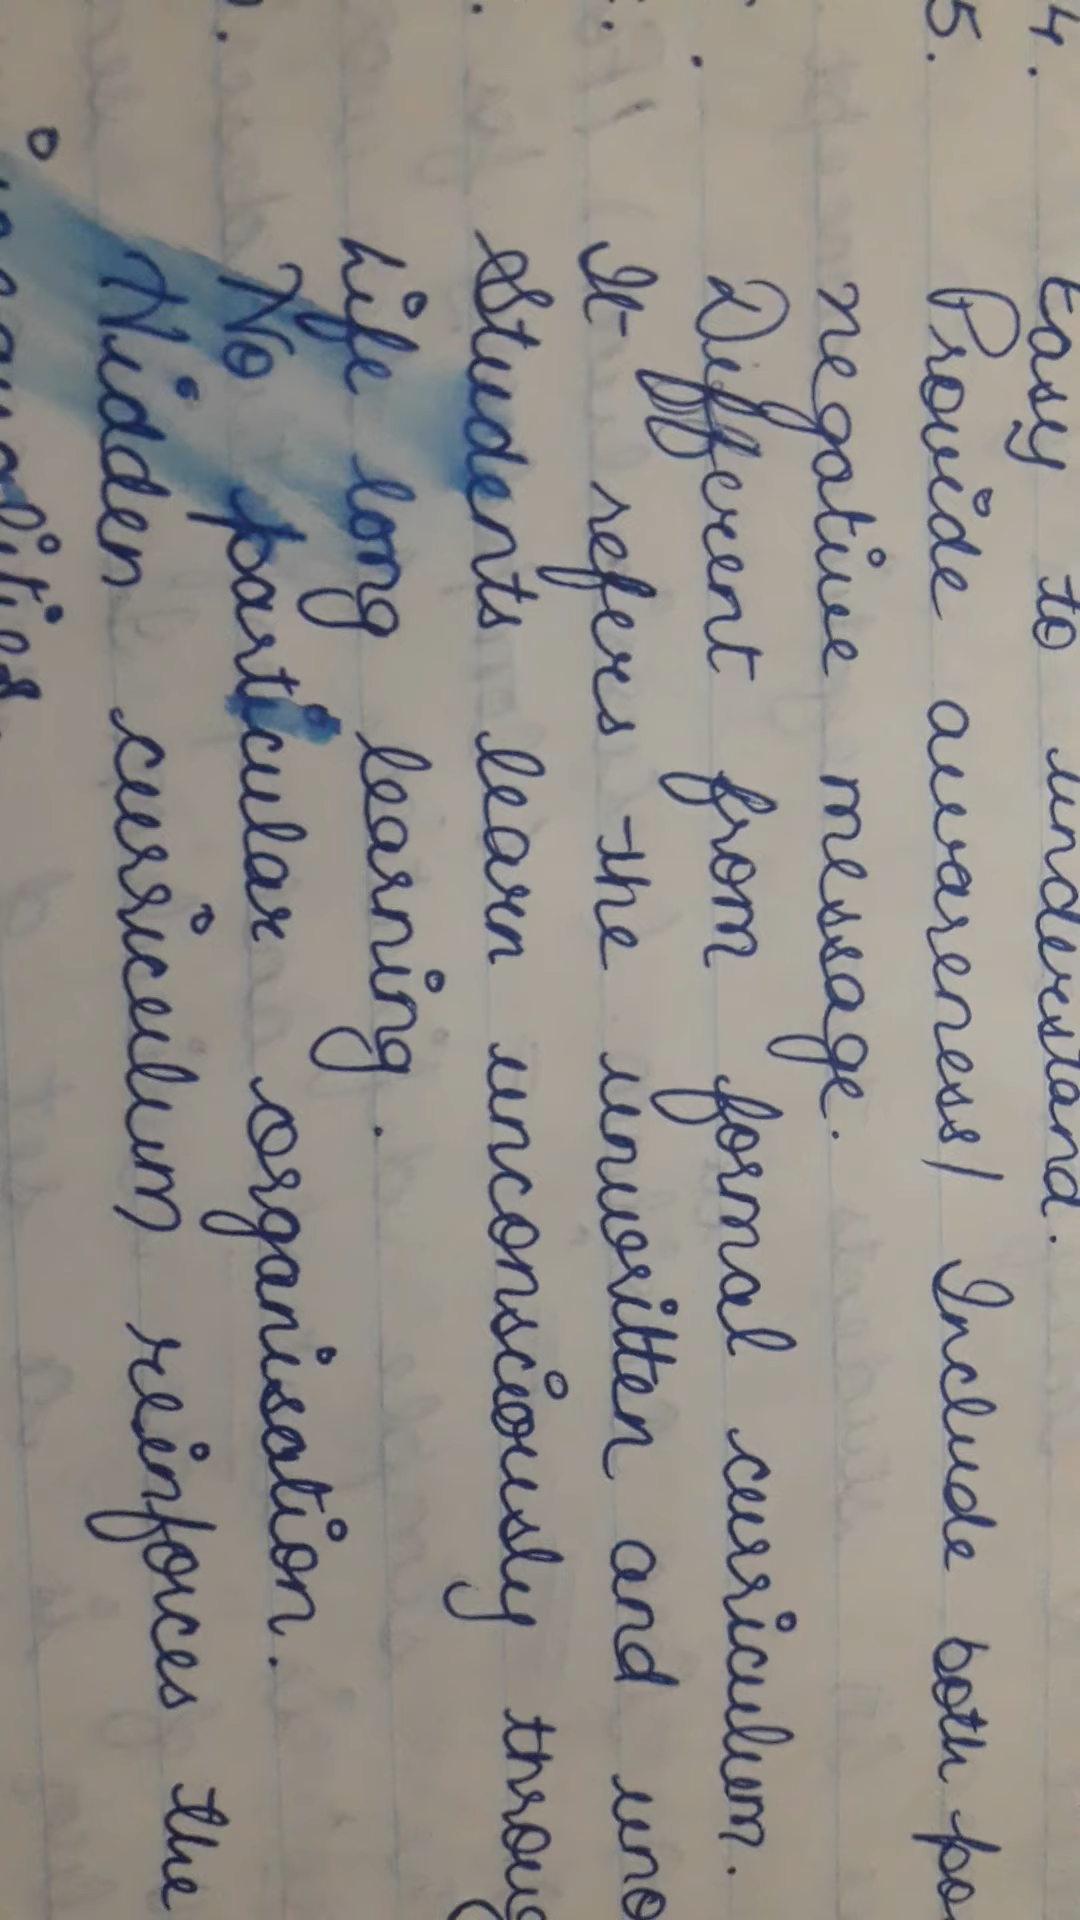 4. Easy to understand.
5. Provide awareness/ Include both
negative message.
. Different from formal curriculum.
It refers the unwritten and
Students learn unconsciously
Life long learning.
. No particular organisation.
Hidden curriculum reinforces the
inequalities